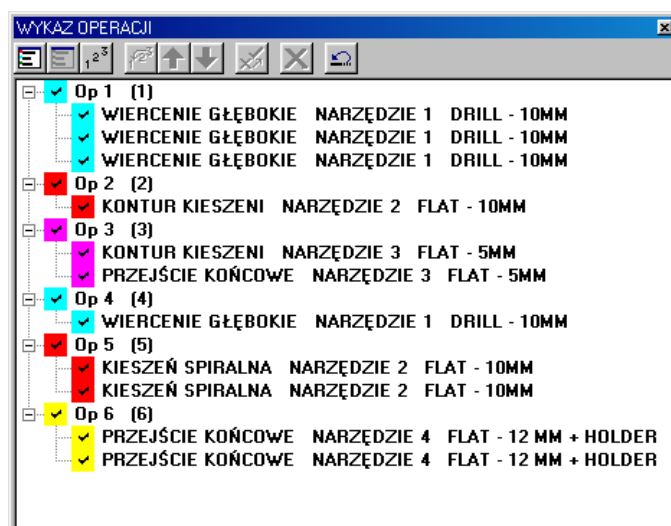 WYKAZ OPERACJI
Op 1 (1)
WIERCENIE GŁĘBOKIE NARZĘDZIE 1 DRILL - 10MM
WIERCENIE GŁĘBOKIE NARZĘDZIE 1 DRILL - 10MM
WIERCENIE GŁĘBOKIE NARZĘDZIE 1 DRILL - 10MM
Op 2 (2)
KONTUR KIESZENI NARZĘDZIE 2 FLAT - 10MM
Op 3 (3)
KONTUR KIESZENI NARZĘDZIE 3 FLAT - 5MM
PRZEJŚCIE KOŃCOWE NARZĘDZIE 3 FLAT - 5MM
Op 4 (4)
WIERCENIE GŁĘBOKIE NARZĘDZIE 1 DRILL - 10MM
Op 5 (5)
KIESZEŃ SPIRALNA NARZĘDZIE 2 FLAT - 10MM
KIESZEŃ SPIRALNA NARZĘDZIE 2 FLAT - 10MM
Op 6 (6)
PRZEJŚCIE KOŃCOWE NARZĘDZIE 4 FLAT - 12 MM + HOLDER
PRZEJŚCIE KOŃCOWE NARZĘDZIE 4 FLAT - 12 MM + HOLDER